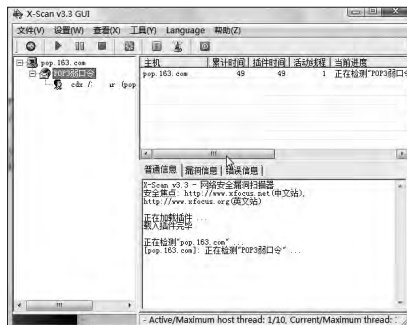 X-Scan v3.3 GUI
文件(V) 设置(W) 查看(X) 工具(Y) Language 帮助(Z)
pop.163.com
POP3弱口令
cdz /
主机 累计时间 插件时间 活动线程 当前进度
pop.163.com 49 49 1 正在检测"POP3弱口令
普通信息 漏洞信息 错误信息
X-Scan v3.3 - 网络安全漏洞扫描器
安全焦点: http://www.xfocus.net(中文站),
http://www.xfocus.org(英文站)
正在加载插件 ...
载入插件完毕
正在检测"pop.163.com" ...
[pop.163.com]: 正在检测"POP3弱口令" ...
- Active/Maximum host thread: 1/10, Current/Maximum thread: